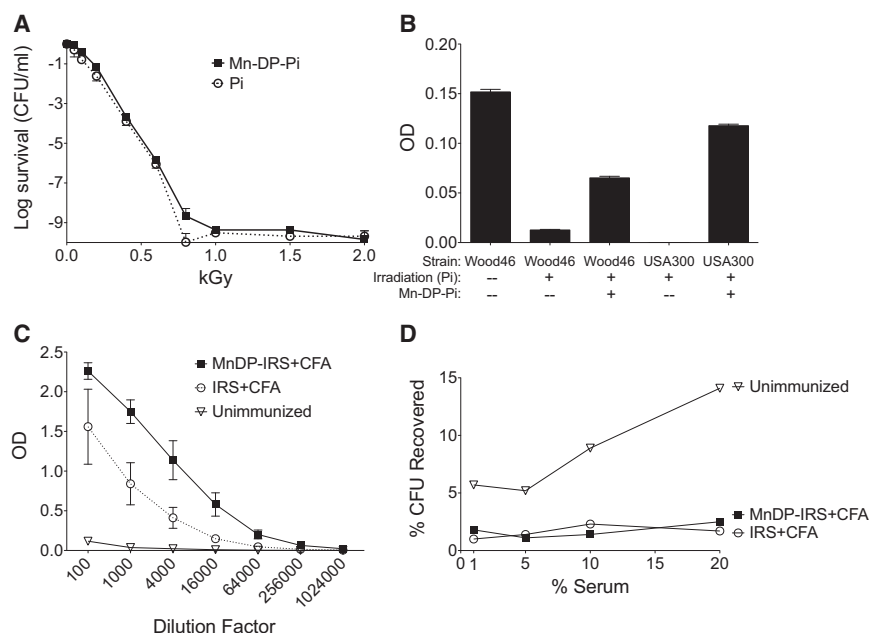 A
Log survival (CFU/ml)
-1
-3
-5
-7
-9
0.0 0.5 1.0 1.5 2.0
kGy
Mn-DP-Pi
Pi
B
OD
0.20
0.15
0.10
0.05
0.00
Strain: Wood46 Wood46 Wood46 USA300 USA300
Irradiation (Pi): -- + + + +
Mn-DP-Pi: -- -- + -- +
C
OD
2.5
2.0
1.5
1.0
0.5
0.0
100 1000 4000 16000 64000 256000 1024000
Dilution Factor
MnDP-IRS+CFA
IRS+CFA
Unimmunized
D
% CFU Recovered
15
10
5
0
0 1 5 10 15 20
% Serum
Unimmunized
MnDP-IRS+CFA
IRS+CFA